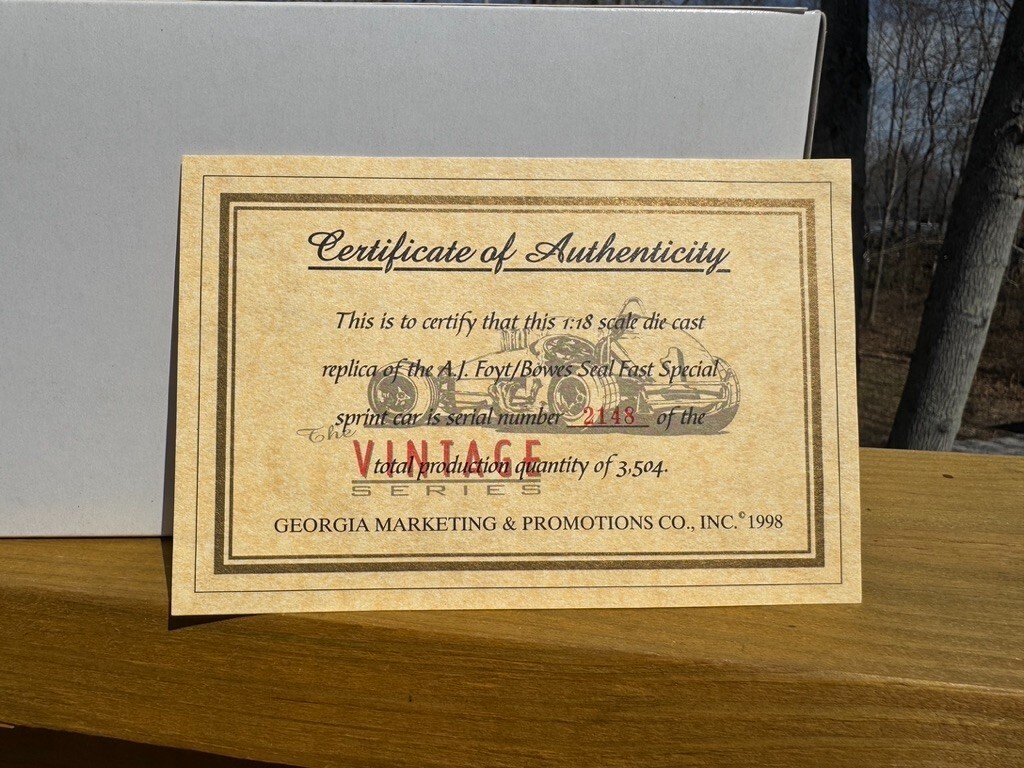 Certificate of Authenticity
This is to certify that this 1:18 scale die cast
replica of the A.J. Foyt/Bowes Seal Fast Special
sprint car is serial number 2148 of the
total production quantity of 3,504.
The
VINTAGE
SERIES
GEORGIA MARKETING & PROMOTIONS CO., INC.©1998
1